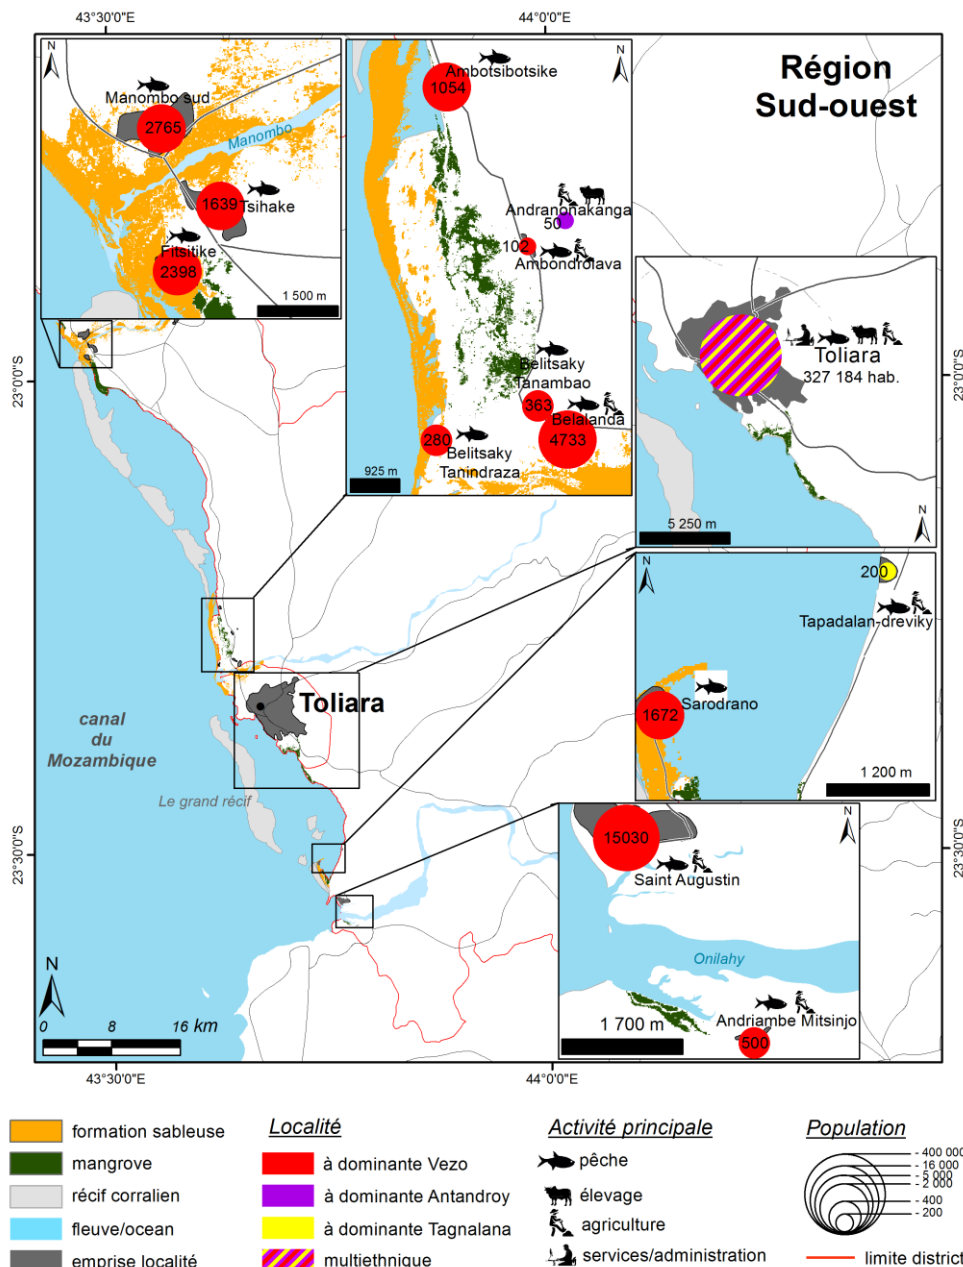 43°30'0"E
44°0'0"E
Région
Sud-ouest
N
Manombo sud
2765
Manombo
1639
Tsihake
Fitsitike
2398
1 500 m
N
Ambotsibotsike
1054
Andranonakanga
50
102
Ambondrolava
Belitsaky
Tanambao
363
Belalanda
4733
280
Belitsaky
Tanindraza
925 m
Toliara
327 184 hab.
5 250 m
N
23°0'0"S
23°0'0"S
N
200
Tapadalan-dreviky
Sarodrano
1672
1 200 m
Toliara
canal
du
Mozambique
Le grand récif
N
15030
Saint Augustin
Onilahy
1 700 m
Andriambe Mitsinjo
500
23°30'0"S
23°30'0"S
N
0 8 16 km
43°30'0"E
44°0'0"E
formation sableuse
mangrove
récif corralien
fleuve/ocean
emprise localité
Localité
à dominante Vezo
à dominante Antandroy
à dominante Tagnalana
multiethnique
Activité principale
pêche
élevage
agriculture
services/administration
Population
- 400 000
- 16 000
- 5 000
- 2 000
- 400
- 200
limite district